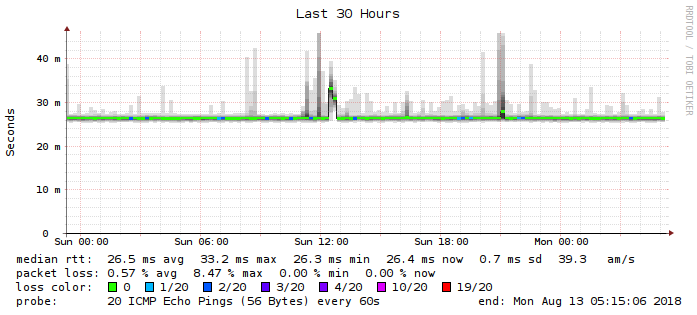 Last 30 Hours
RRDTOOL / TOBI OETIKER
Seconds
40 m
30 m
20 m
10 m
0
Sun 00:00 Sun 06:00 Sun 12:00 Sun 18:00 Mon 00:00
median rtt: 26.5 ms avg 33.2 ms max 26.3 ms min 26.4 ms now 0.7 ms sd 39.3 am/s
packet loss: 0.57 % avg 8.47 % max 0.00 % min 0.00 % now
loss color: 0 1/20 2/20 3/20 4/20 10/20 19/20
probe: 20 ICMP Echo Pings (56 Bytes) every 60s end: Mon Aug 13 05:15:06 2018